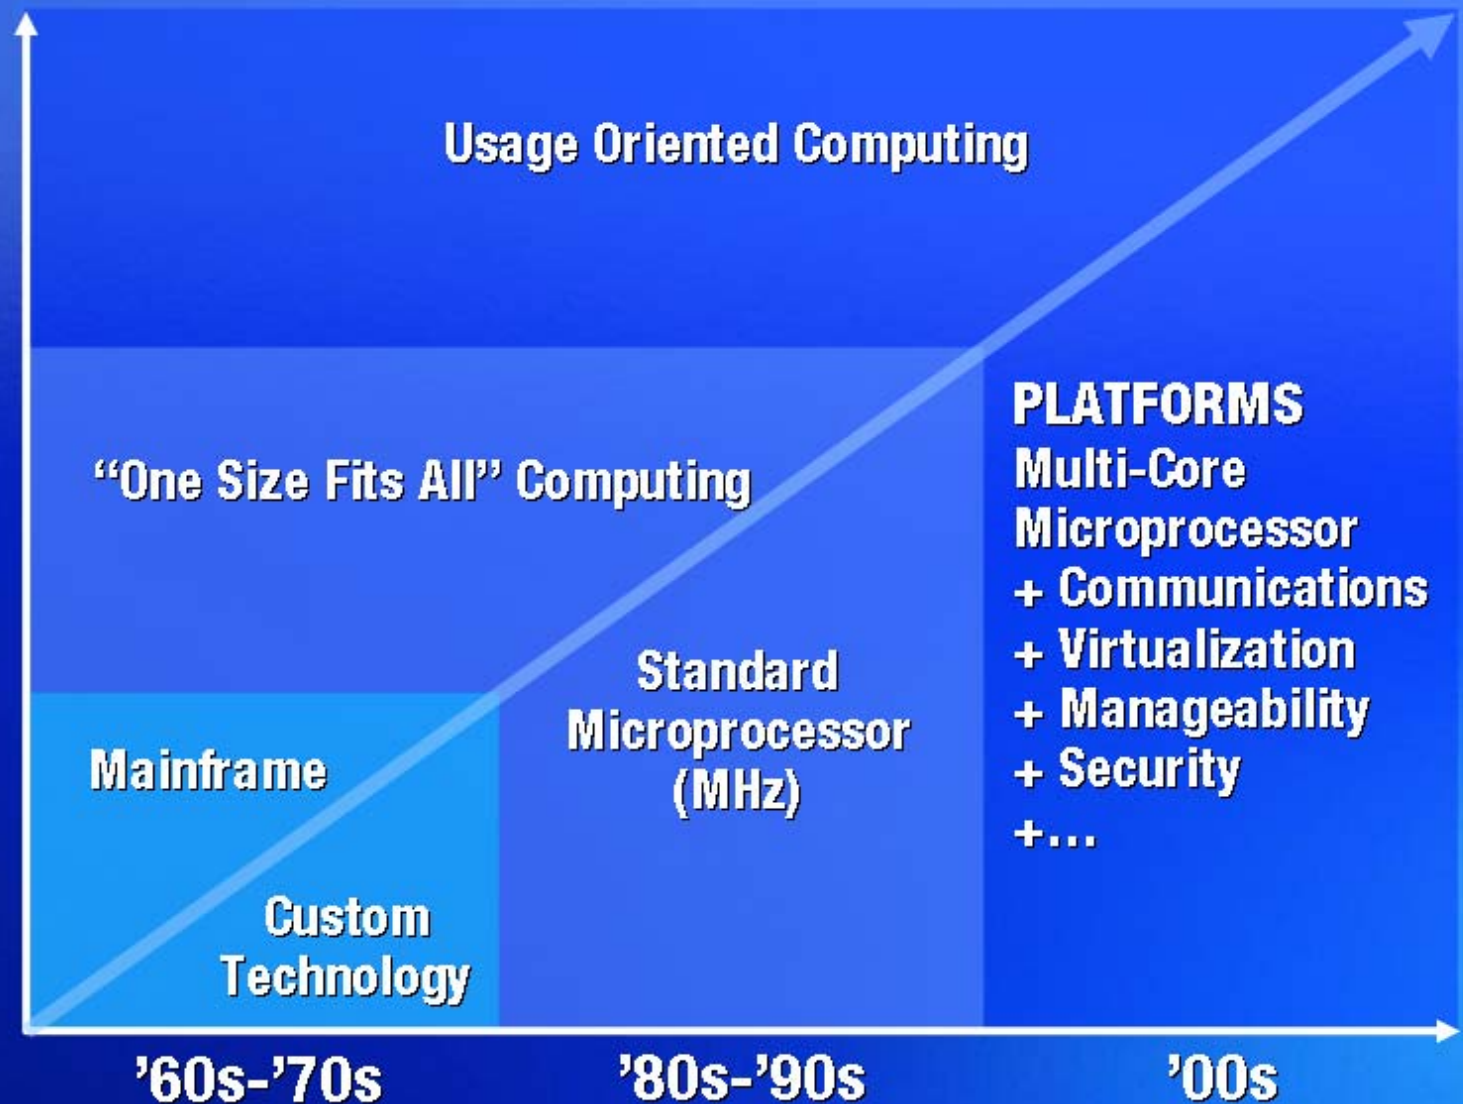 Usage Oriented Computing
“One Size Fits All” Computing
PLATFORMS
Multi-Core
Microprocessor
+ Communications
+ Virtualization
+ Manageability
+ Security
+...
Standard
Microprocessor
(MHz)
Mainframe
Custom
Technology
’60s-’70s
’80s-’90s
’00s